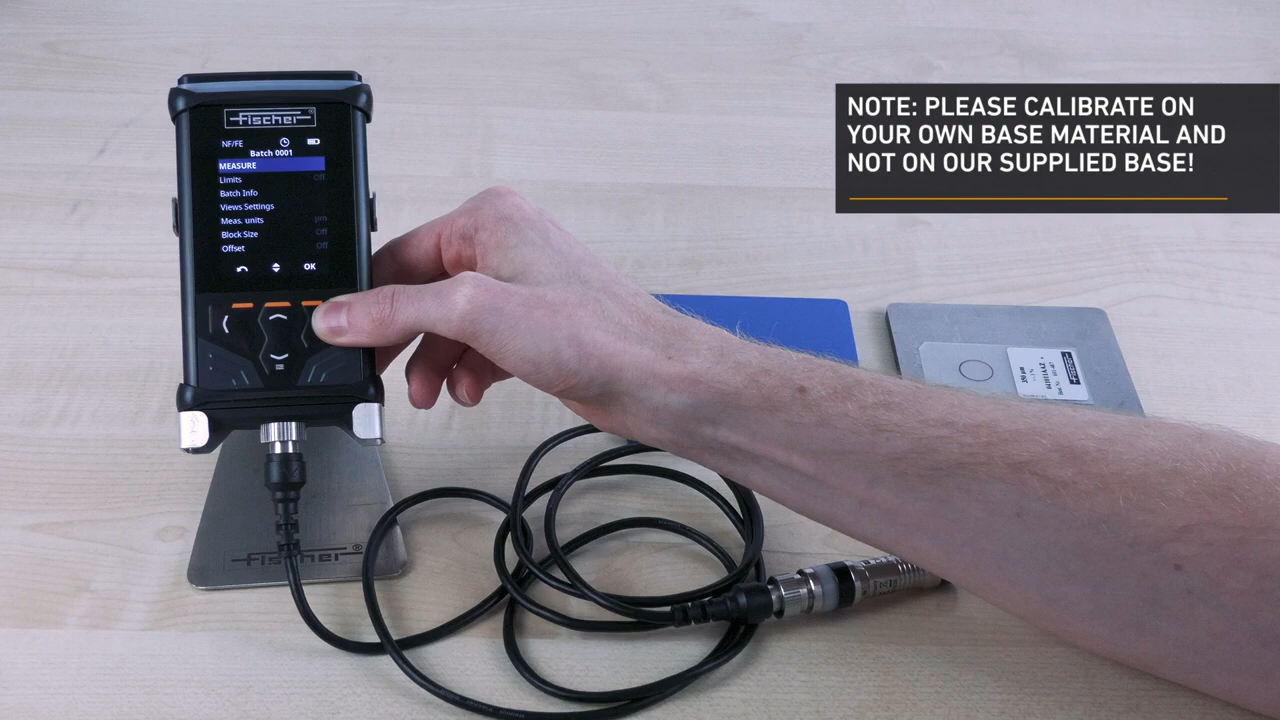 fischer®
NF/FE
Batch 0001
MEASURE
Limits Off
Batch Info
Views Settings
Meas. units µm
Block Size Off
Offset Off
OK
NOTE: PLEASE CALIBRATE ON
YOUR OWN BASE MATERIAL AND
NOT ON OUR SUPPLIED BASE!
fischer®